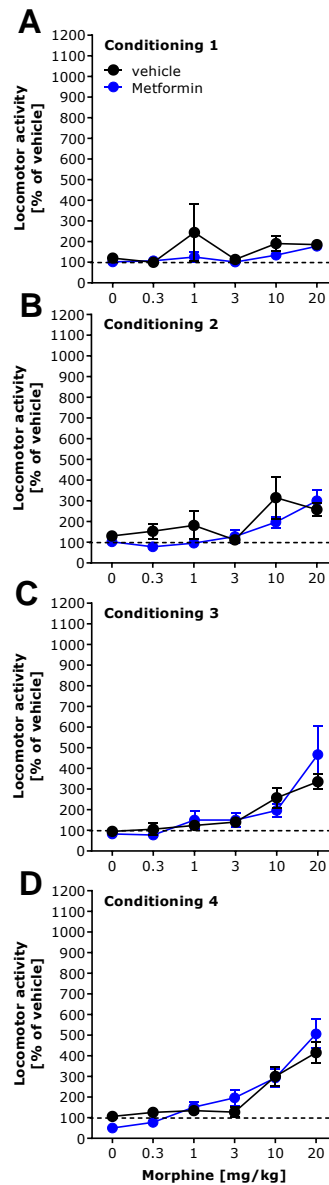 A
Conditioning 1
vehicle
Metformin
Locomotor activity
[% of vehicle]
1200
1100
1000
900
800
700
600
500
400
300
200
100
0
0 0.3 1 3 10 20
B
Conditioning 2
Locomotor activity
[% of vehicle]
1200
1100
1000
900
800
700
600
500
400
300
200
100
0
0 0.3 1 3 10 20
C
Conditioning 3
Locomotor activity
[% of vehicle]
1200
1100
1000
900
800
700
600
500
400
300
200
100
0
0 0.3 1 3 10 20
D
Conditioning 4
Locomotor activity
[% of vehicle]
1200
1100
1000
900
800
700
600
500
400
300
200
100
0
0 0.3 1 3 10 20
Morphine [mg/kg]